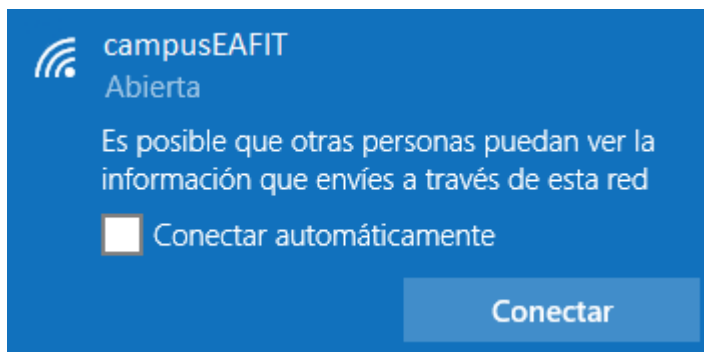 campusEAFIT
Abierta
Es posible que otras personas puedan ver la
información que envíes a través de esta red
Conectar automáticamente
Conectar